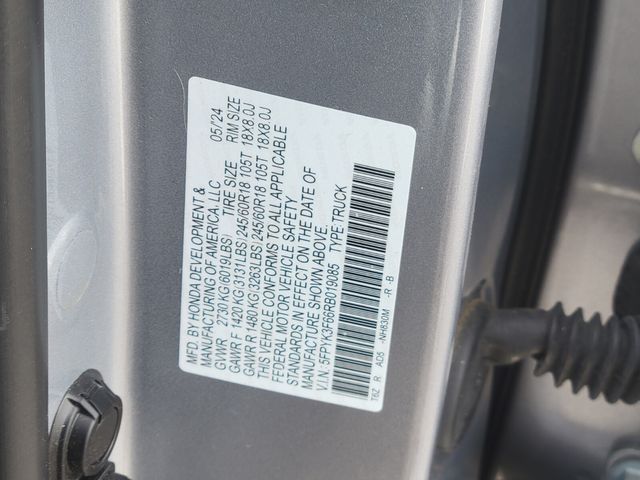 MFD. BY HONDA DEVELOPMENT & 05/'24
MANUFACTURING OF AMERICA, LLC
GVWR 2730KG(6019LBS) TIRE SIZE RIM SIZE
GAWR F 1420KG(3131LBS)245/60R18 105T 18X8.0J
GAWR R 1480KG(3263LBS)245/60R18 105T 18X8.0J
THIS VEHICLE CONFORMS TO ALL APPLICABLE
FEDERAL MOTOR VEHICLE SAFETY
STANDARDS IN EFFECT ON THE DATE OF
MANUFACTURE SHOWN ABOVE.
V.I.N.: 5FPYK3F66RB019085 TYPE:TRUCK
T6Z R AD5 -NH830M -R -B